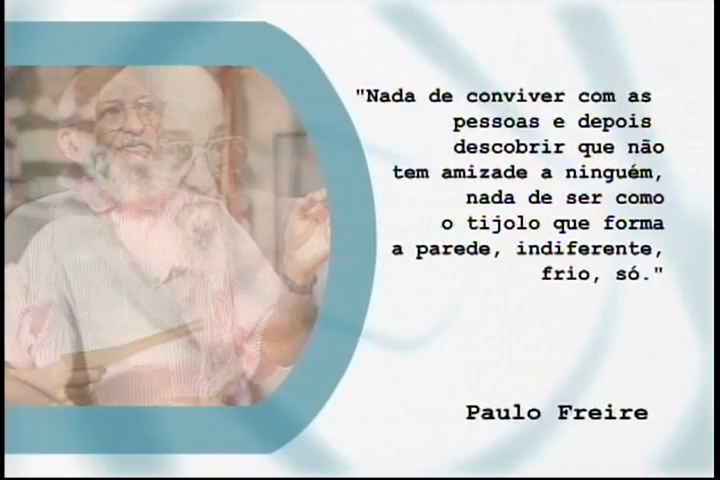 "Nada de conviver com as
pessoas e depois
descobrir que não
tem amizade a ninguém,
nada de ser como
o tijolo que forma
a parede, indiferente,
frio, só."
Paulo Freire